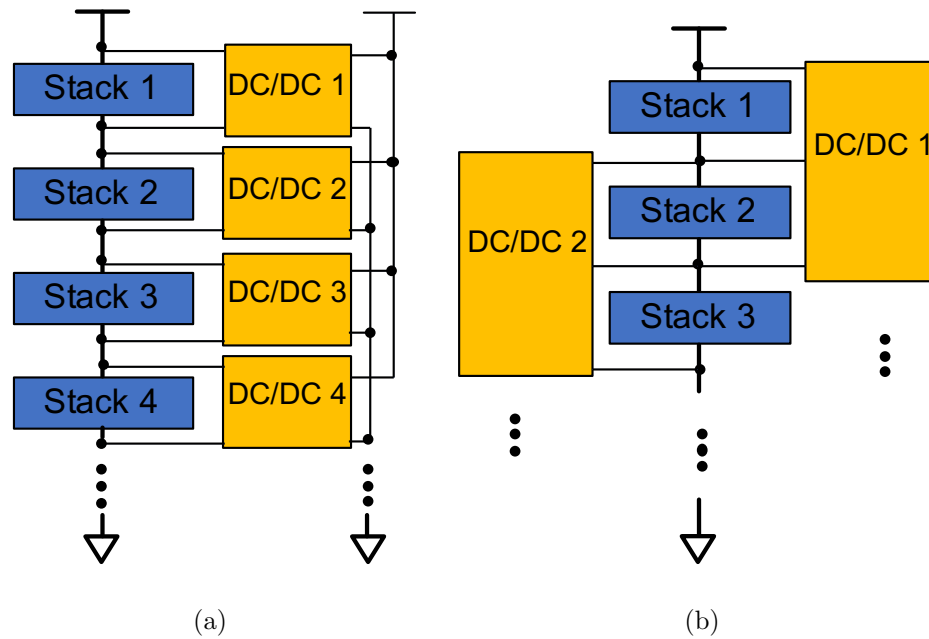 Stack 1
DC/DC 1
Stack 2
DC/DC 2
Stack 3
DC/DC 3
Stack 4
DC/DC 4
(a)
Stack 1
DC/DC 1
Stack 2
DC/DC 2
Stack 3
(b)